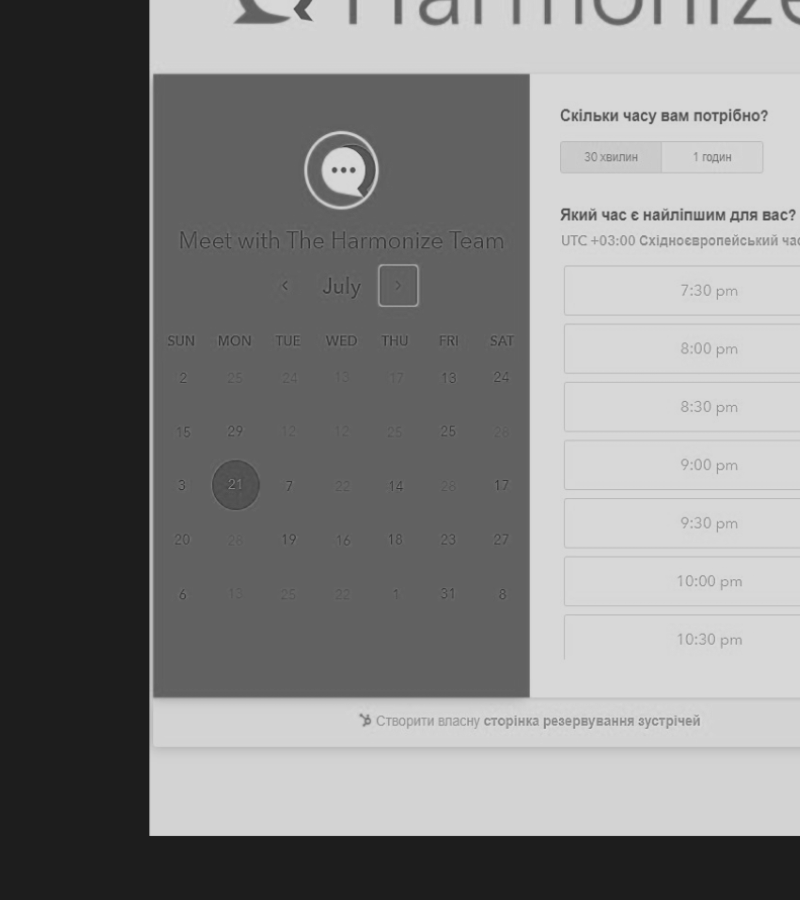 Harmonize
Meet with The Harmonize Team
July
SUN MON TUE WED THU FRI SAT
2 25 24 13 17 13 24
15 29 12 12 25 25 26
3 21 7 22 14 28 17
20 28 19 16 18 23 27
6 13 25 22 1 31 8
Скільки часу вам потрібно?
30 хвилин 1 годин
Який час є найліпшим для вас?
UTC +03:00 Східноєвропейський час
7:30 pm
8:00 pm
8:30 pm
9:00 pm
9:30 pm
10:00 pm
10:30 pm
Створити власну сторінка резервування зустрічей